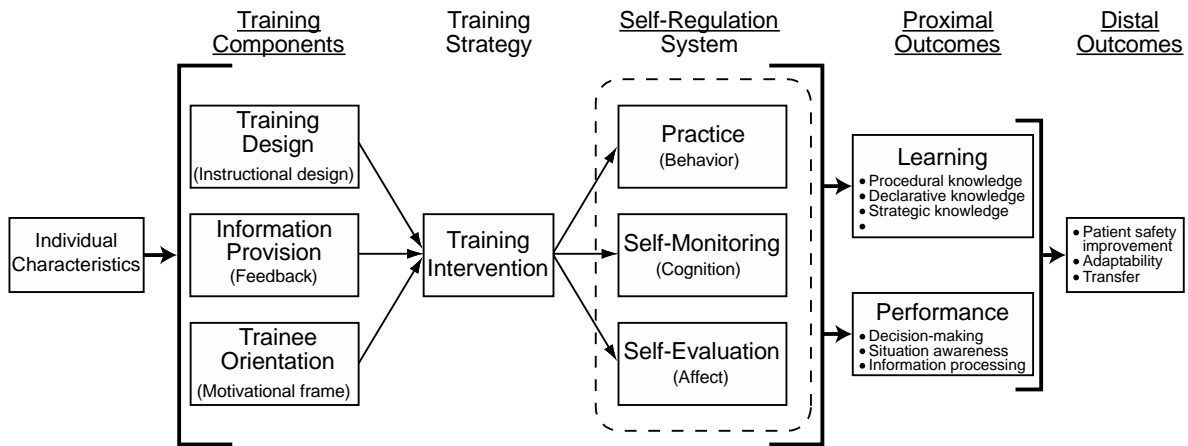 Training
Components
Training
Strategy
Self-Regulation
System
Proximal
Outcomes
Distal
Outcomes
Individual
Characteristics
Training
Design
(Instructional design)
Information
Provision
(Feedback)
Trainee
Orientation
(Motivational frame)
Training
Intervention
Practice
(Behavior)
Self-Monitoring
(Cognition)
Self-Evaluation
(Affect)
Learning
• Procedural knowledge
• Declarative knowledge
• Strategic knowledge
•
Performance
• Decision-making
• Situation awareness
• Information processing
• Patient safety
improvement
• Adaptability
• Transfer